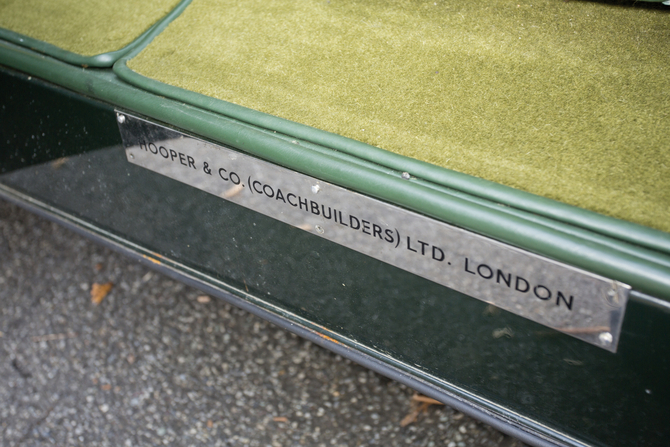 HOOPER & CO. (COACHBUILDERS) LTD. LONDON